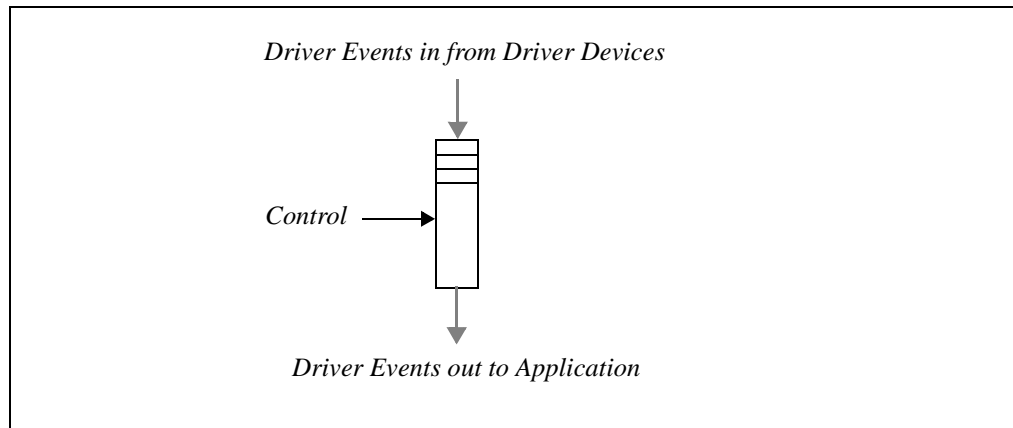 Driver Events in from Driver Devices
Control
Driver Events out to Application